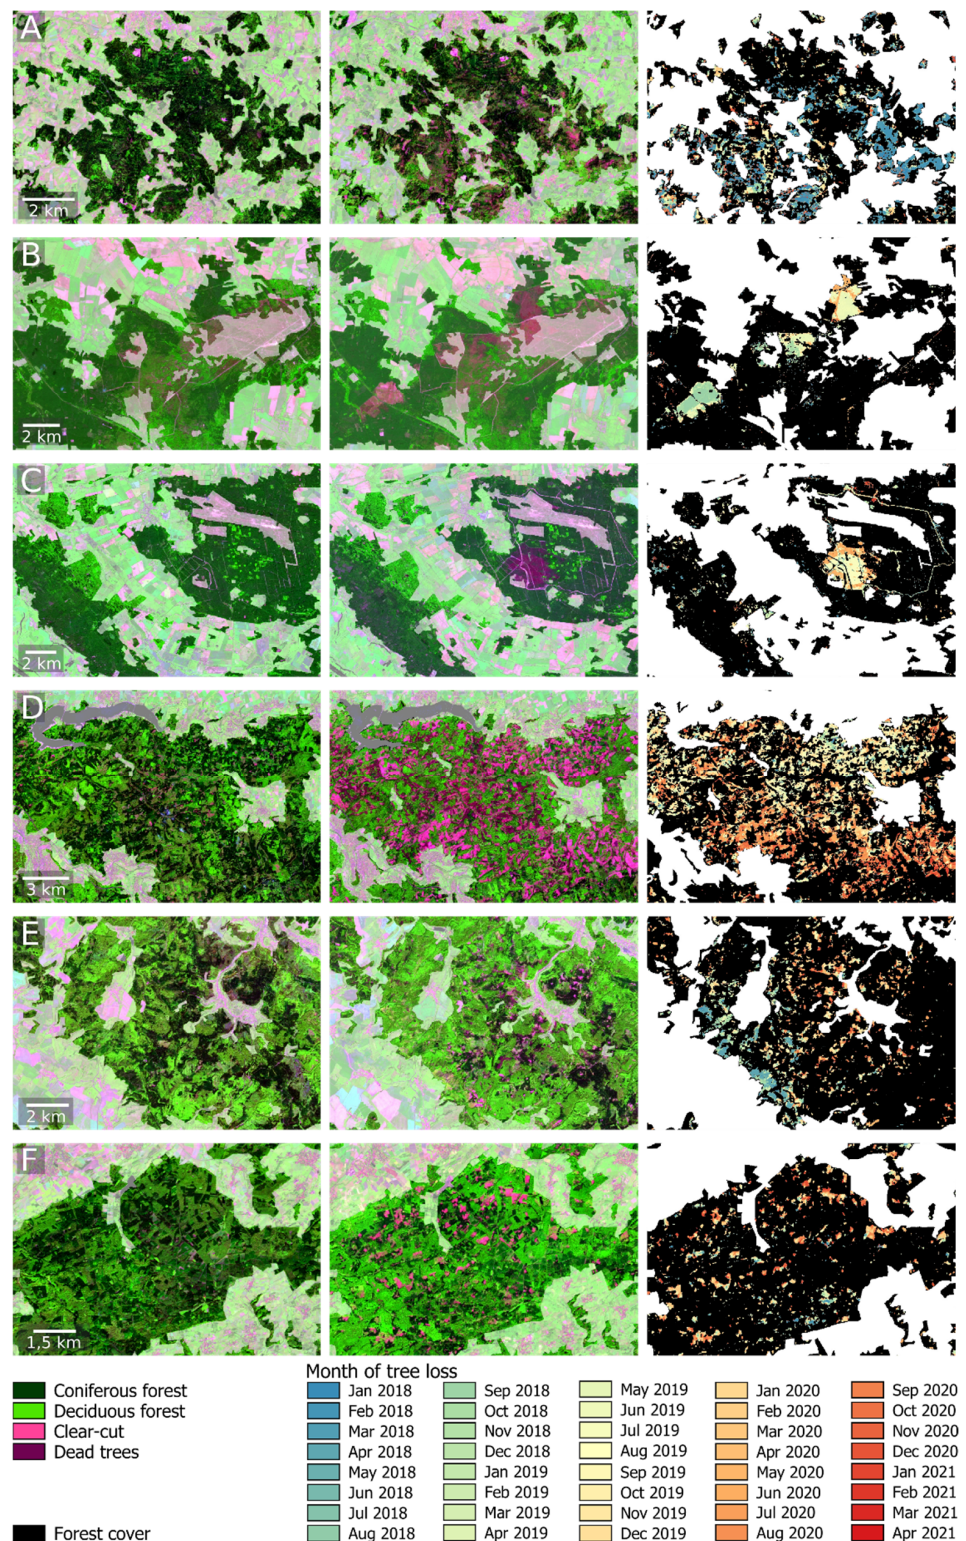 A
2 km
B
2 km
C
2 km
D
3 km
E
2 km
F
1,5 km
Month of tree loss
Coniferous forest
Deciduous forest
Clear-cut
Dead trees
Forest cover
Jan 2018
Feb 2018
Mar 2018
Apr 2018
May 2018
Jun 2018
Jul 2018
Aug 2018
Sep 2018
Oct 2018
Nov 2018
Dec 2018
Jan 2019
Feb 2019
Mar 2019
Apr 2019
May 2019
Jun 2019
Jul 2019
Aug 2019
Sep 2019
Oct 2019
Nov 2019
Dec 2019
Jan 2020
Feb 2020
Mar 2020
Apr 2020
May 2020
Jun 2020
Jul 2020
Aug 2020
Sep 2020
Oct 2020
Nov 2020
Dec 2020
Jan 2021
Feb 2021
Mar 2021
Apr 2021